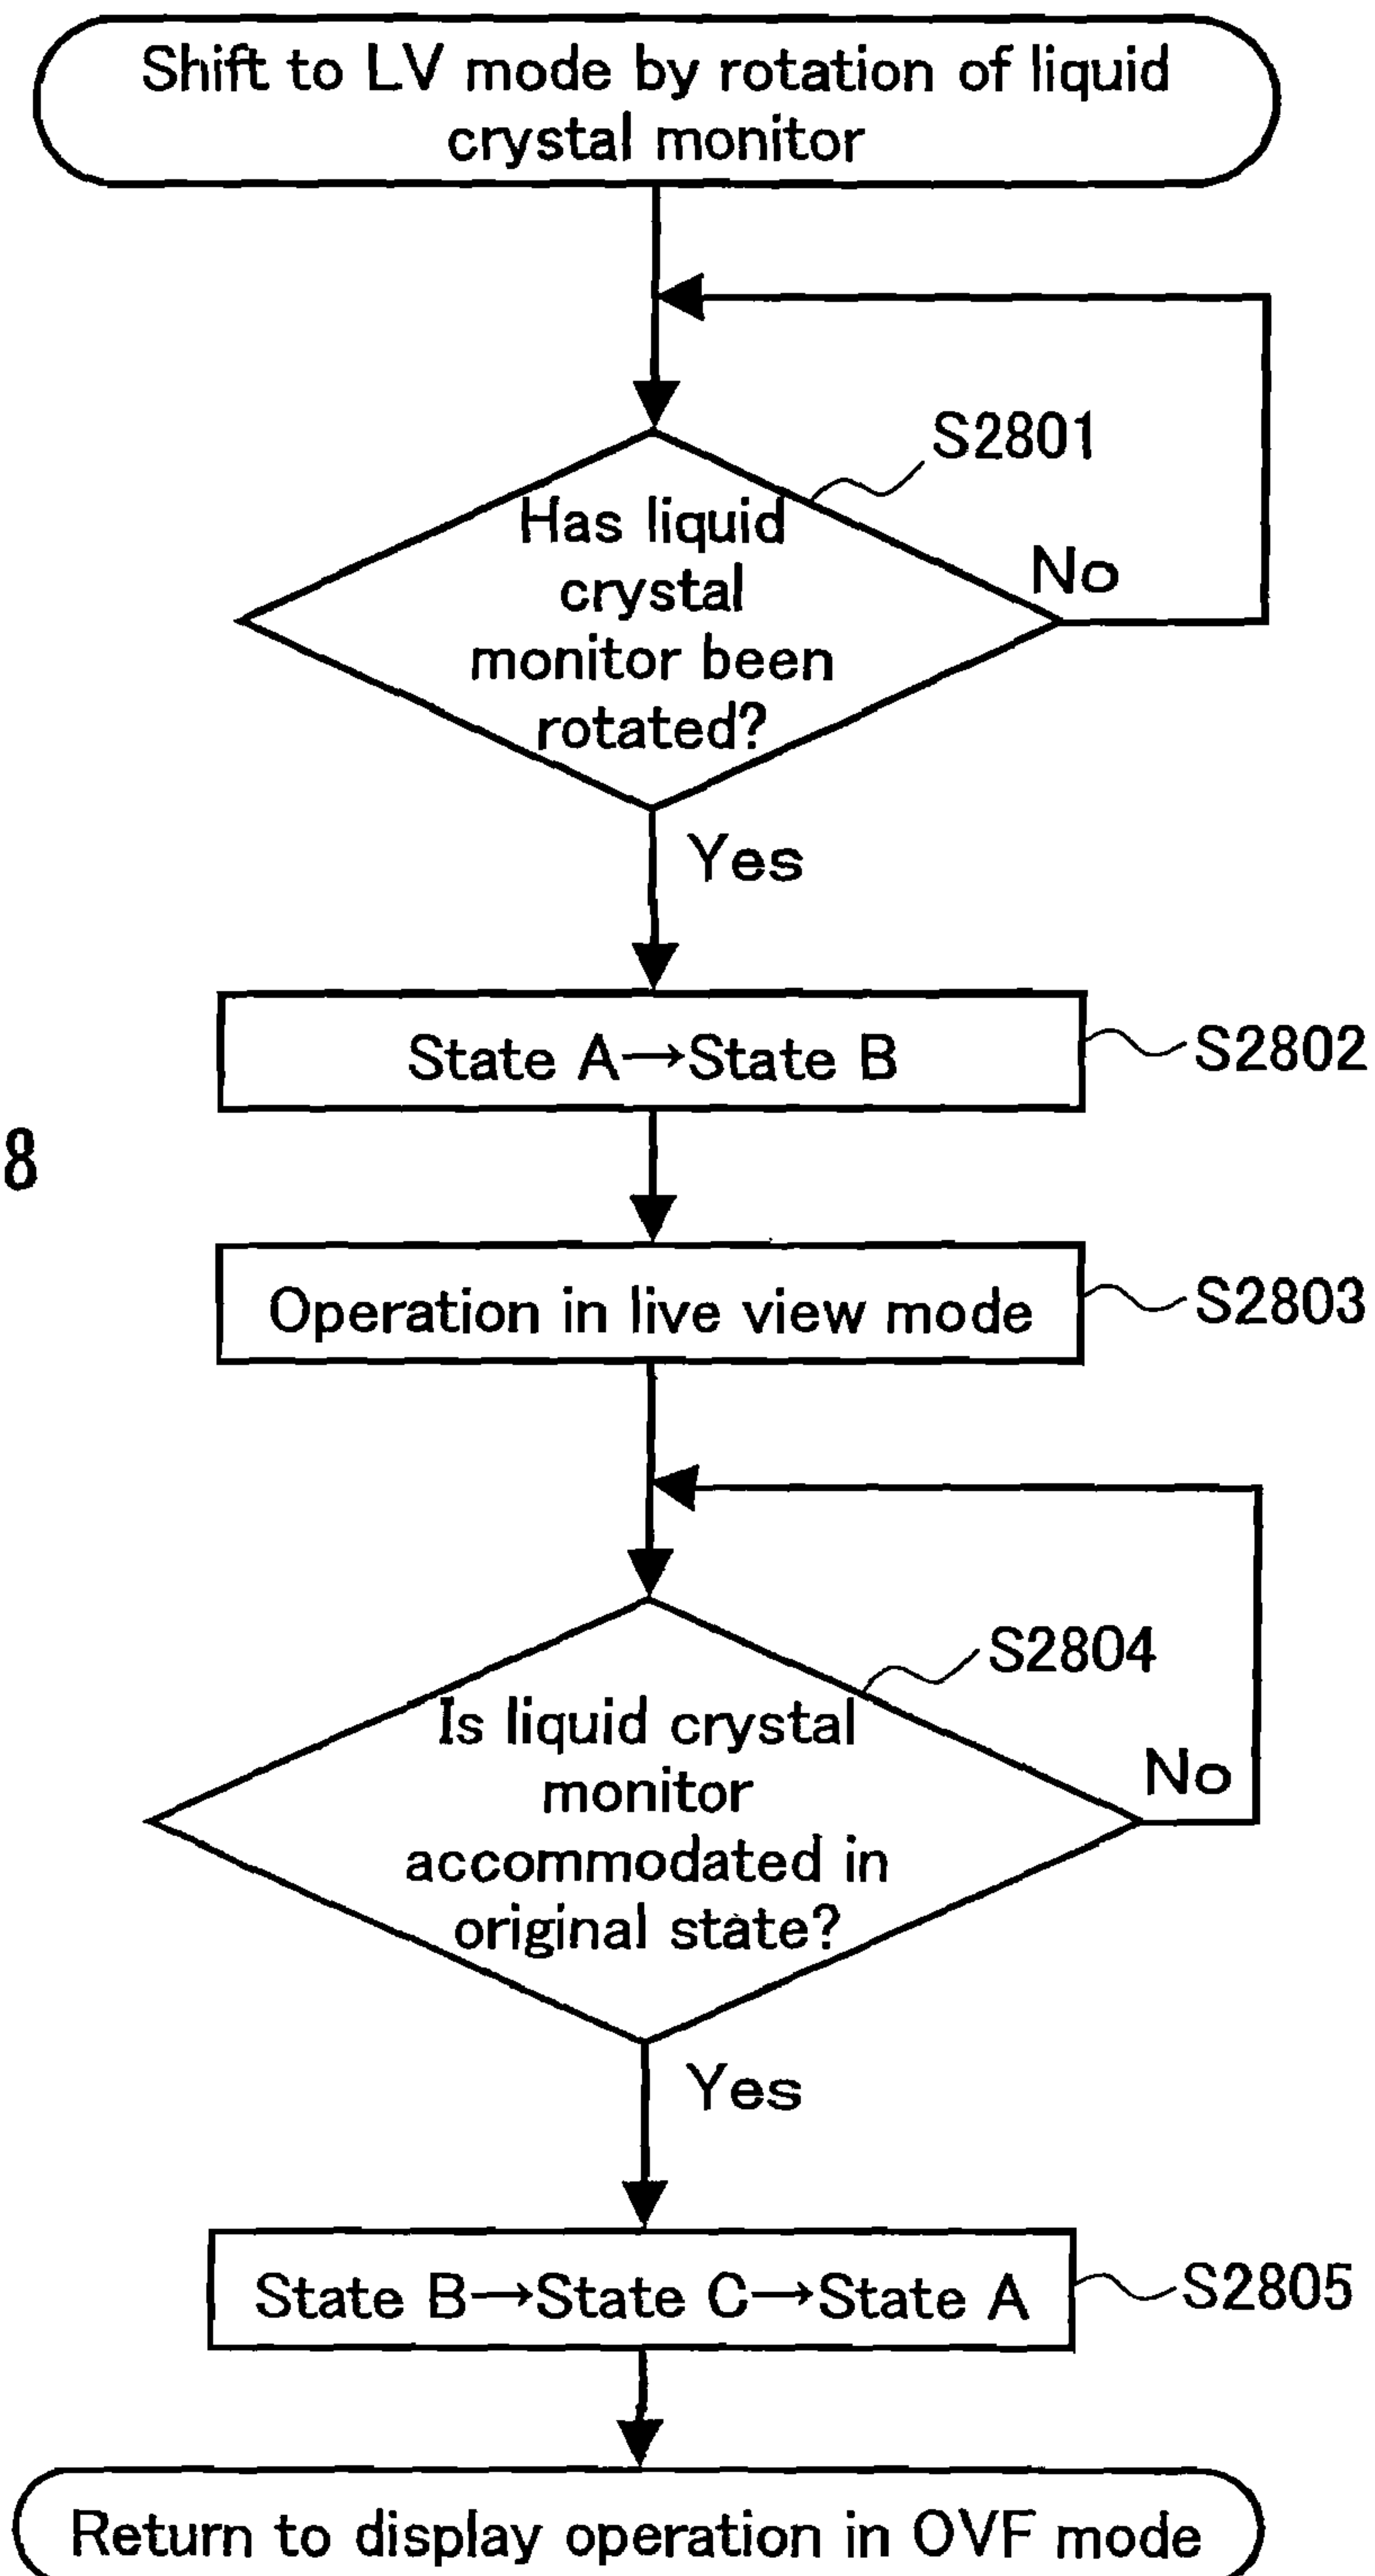 Shift to LV mode by rotation of liquid
crystal monitor
S2801
Has liquid
crystal
monitor been
rotated?
No
Yes
State A→State B
S2802
8
Operation in live view mode
S2803
S2804
Is liquid crystal
monitor
accommodated in
original state?
No
Yes
State B→State C→State A
S2805
Return to display operation in OVF mode